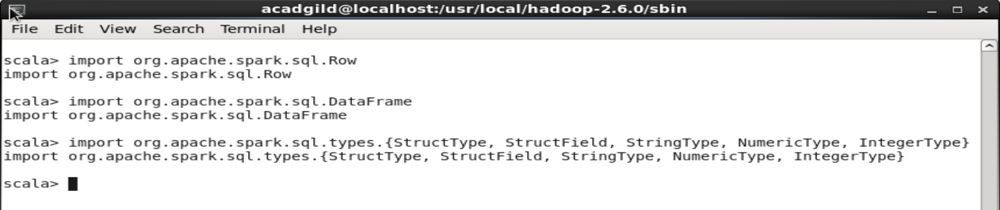 acadgild@localhost:/usr/local/hadoop-2.6.0/sbin
File Edit View Search Terminal Help
scala> import org.apache.spark.sql.Row
import org.apache.spark.sql.Row
scala> import org.apache.spark.sql.DataFrame
import org.apache.spark.sql.DataFrame
scala> import org.apache.spark.sql.types.{StructType, StructField, StringType, NumericType, IntegerType}
import org.apache.spark.sql.types.{StructType, StructField, StringType, NumericType, IntegerType}
scala>